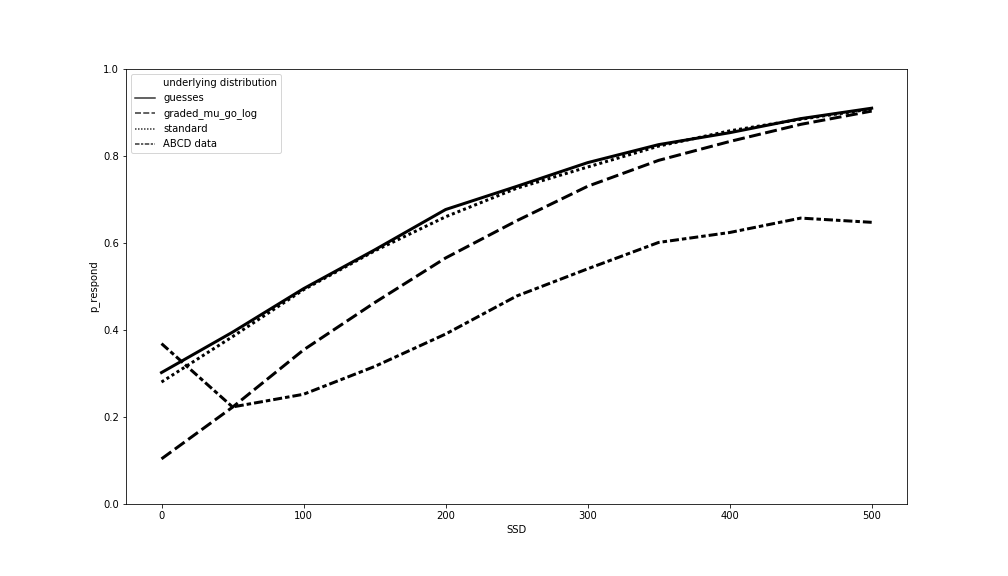 1.0
0.8
0.6
0.4
0.2
0.0
p_respond
underlying distribution
guesses
graded_mu_go_log
standard
ABCD data
0 100 200 300 400 500
SSD